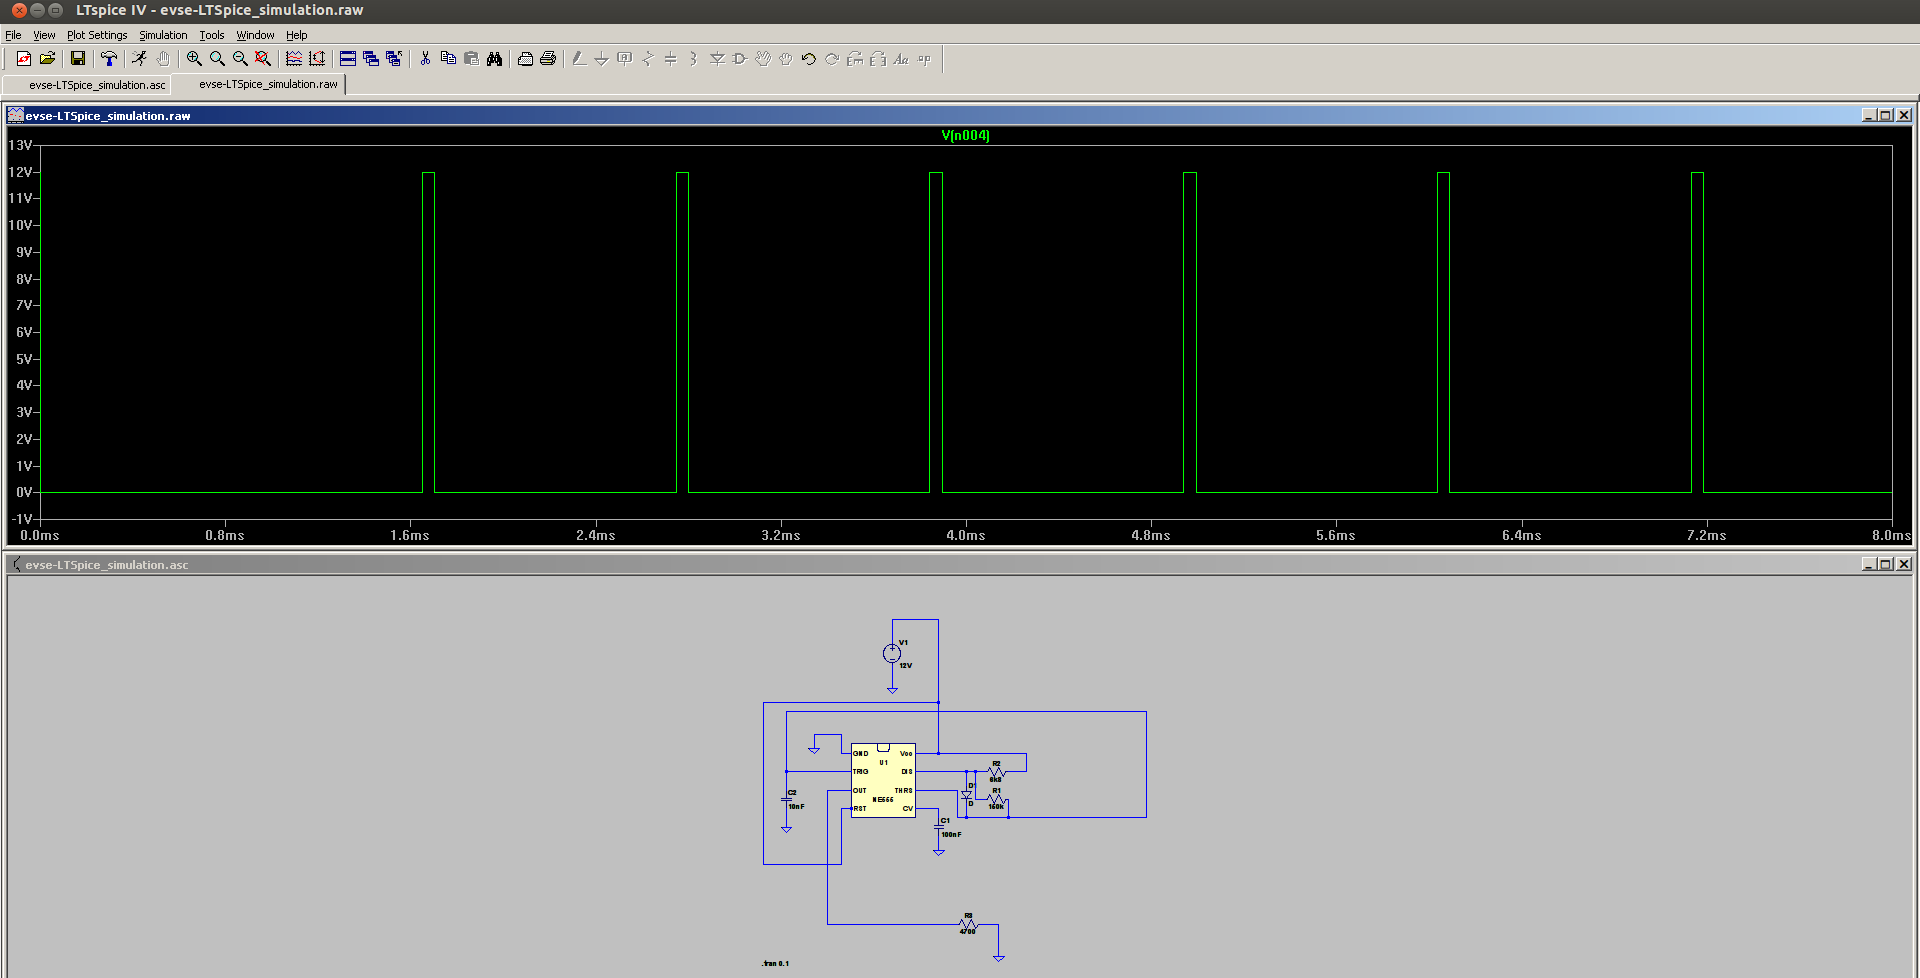 LTspice IV - evse-LTSpice_simulation.raw
File View Plot Settings Simulation Tools Window Help
evse-LTSpice_simulation.asc evse-LTSpice_simulation.raw
evse-LTSpice_simulation.raw
V(n004)
13V
12V
11V
10V
9V
8V
7V
6V
5V
4V
3V
2V
1V
0V
-1V
0.0ms 0.8ms 1.6ms 2.4ms 3.2ms 4.0ms 4.8ms 5.6ms 6.4ms 7.2ms 8.0ms
evse-LTSpice_simulation.asc
V1
12V
GND Vcc
U1
TRIG DIS
OUT THRS
NE555
RST CV
R2
6k8
D1
D
R1
150k
C2
10nF
C1
100nF
R3
4700
.tran 0.1